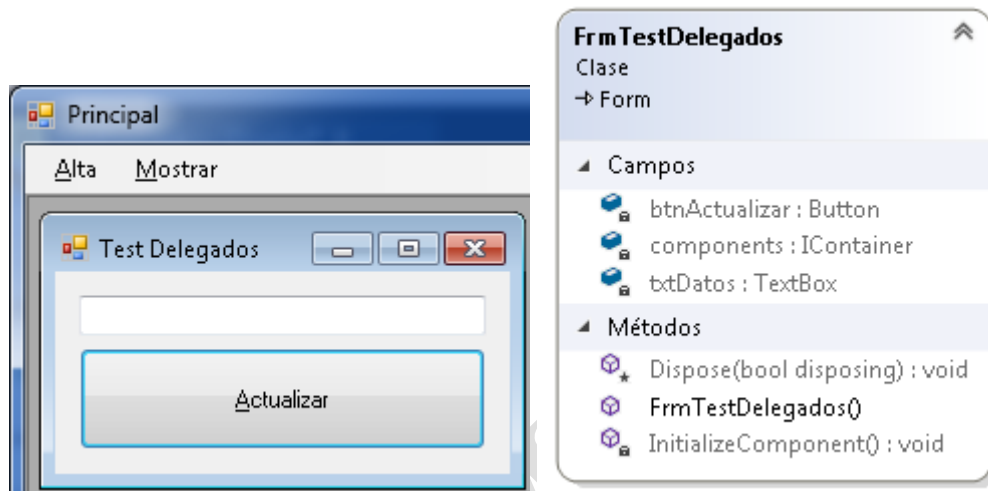 Principal
Alta Mostrar
Test Delegados
Actualizar
FrmTestDelegados
Clase
Form
Campos
btnActualizar : Button
components : IContainer
txtDatos : TextBox
Métodos
Dispose(bool disposing) : void
FrmTestDelegados()
InitializeComponent() : void